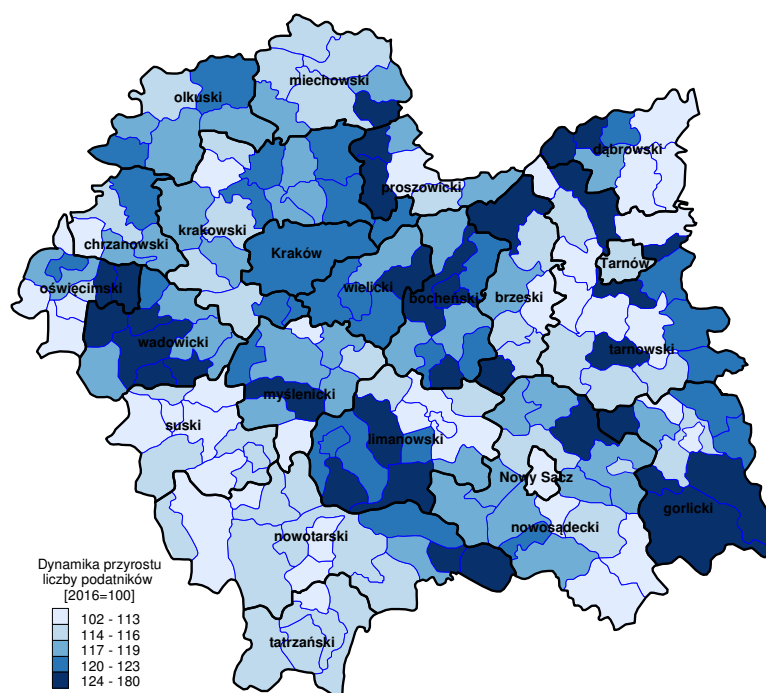 miechowski
olkuski
dąbrowski
proszowicki
krakowski
chrzanowski
Kraków
Tarnów
oświęcimski
wielicki
bocheński
brzeski
wadowicki
tarnowski
myślenicki
suski
limanowski
Nowy Sącz
gorlicki
nowosądecki
nowotarski
tatrzański
Dynamika przyrostu
liczby podatników
[2016=100]
102 - 113
114 - 116
117 - 119
120 - 123
124 - 180